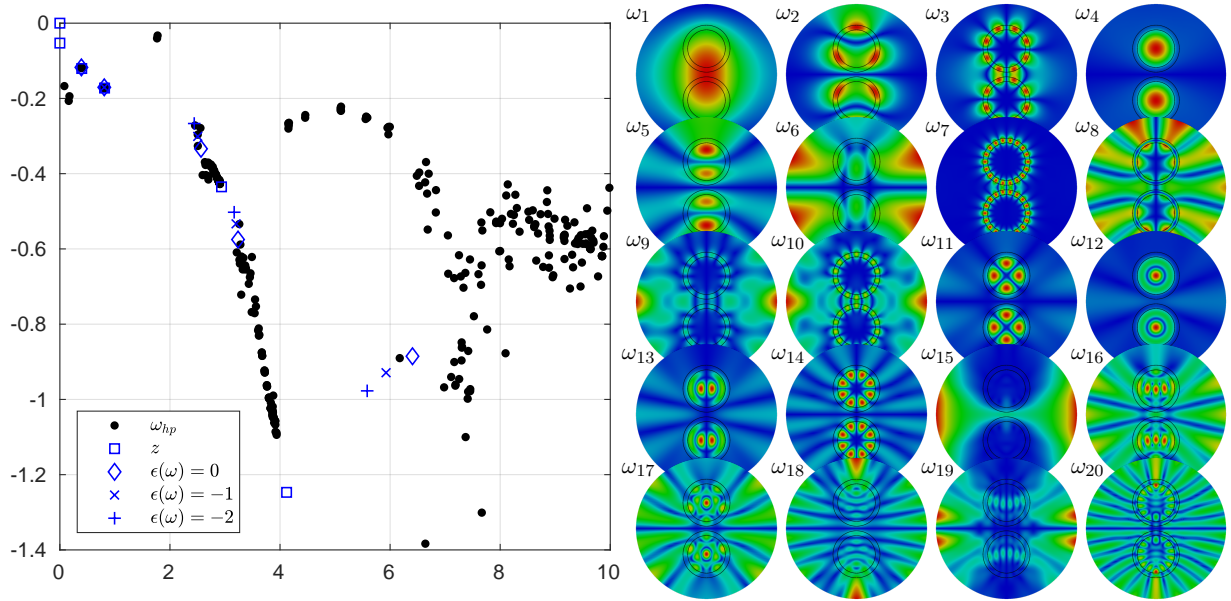 0
-0.2
-0.4
-0.6
-0.8
-1
-1.2
-1.4
0 2 4 6 8 10
ω_{hp}
z
ϵ(ω) = 0
ϵ(ω) = −1
ϵ(ω) = −2
ω1 ω2 ω3 ω4
ω5 ω6 ω7 ω8
ω9 ω10 ω11 ω12
ω13 ω14 ω15 ω16
ω17 ω18 ω19 ω20